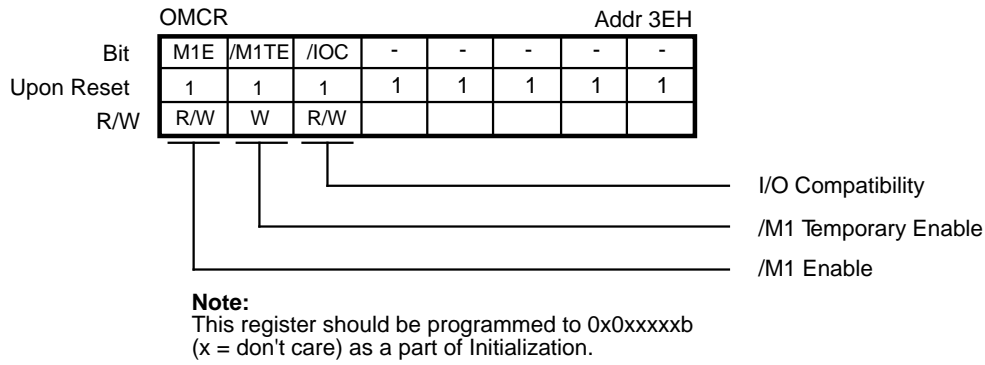 OMCR Addr 3EH
Bit M1E /M1TE /IOC - - - - -
Upon Reset 1 1 1 1 1 1 1 1
R/W R/W W R/W
I/O Compatibility
/M1 Temporary Enable
/M1 Enable
Note:
This register should be programmed to 0x0xxxxxb
(x = don't care) as a part of Initialization.